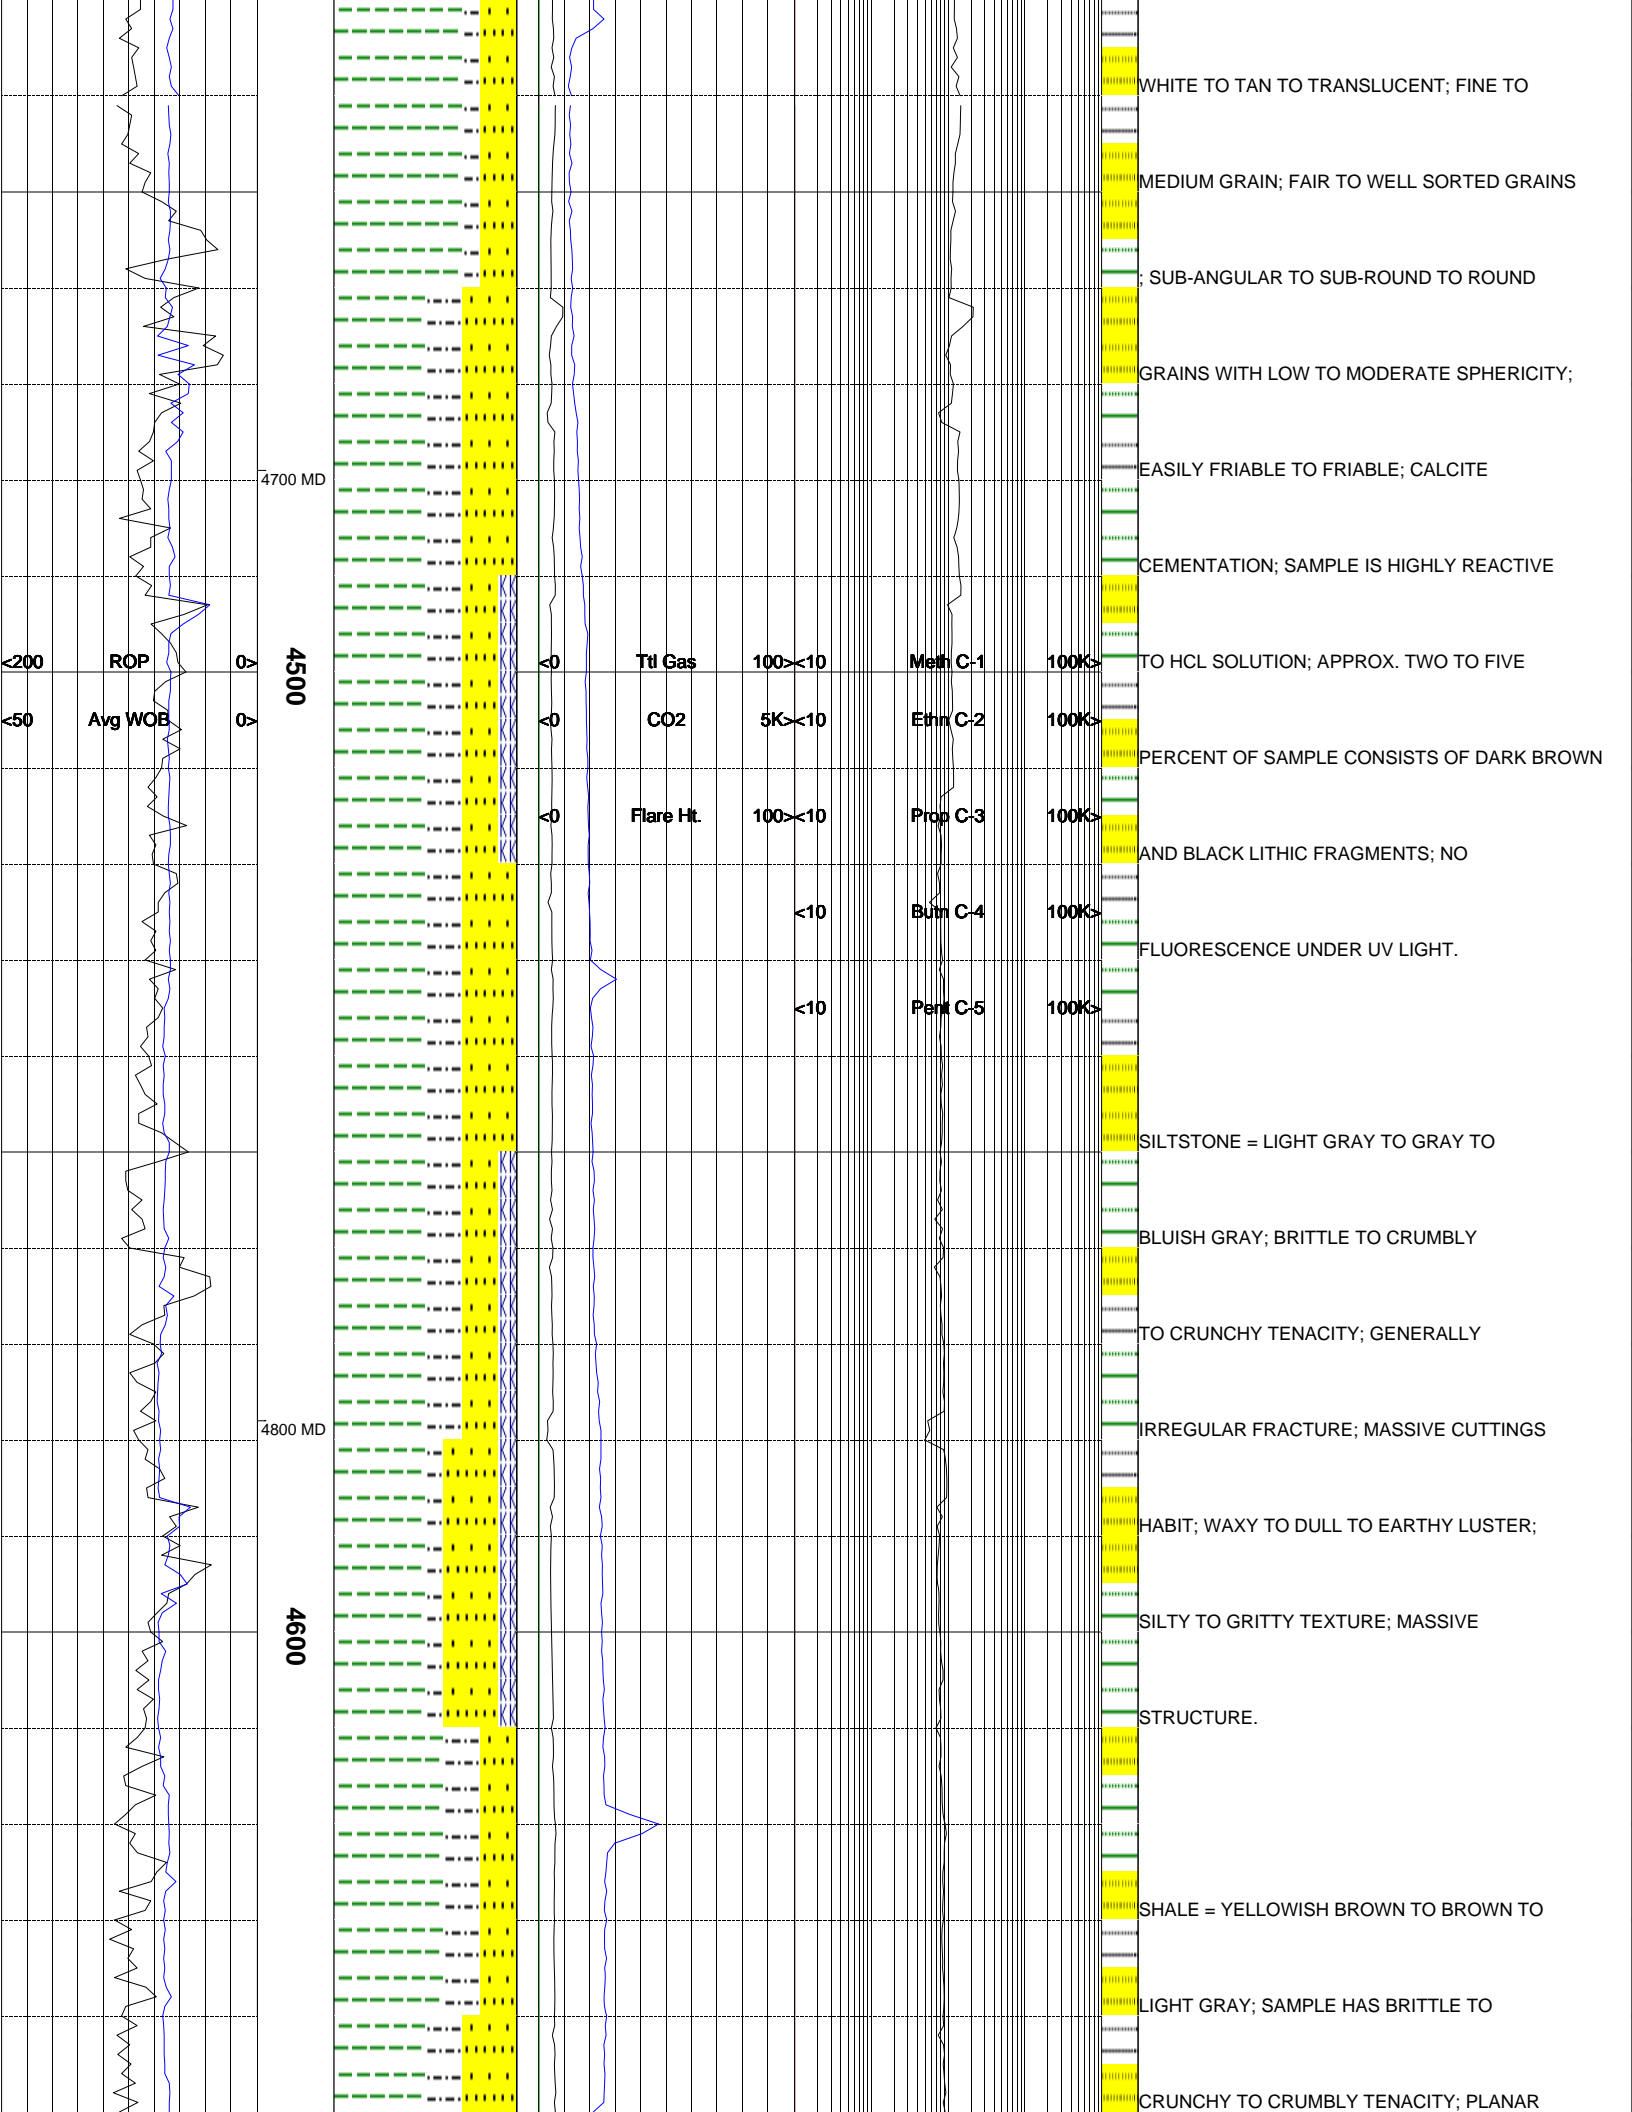 WHITE TO TAN TO TRANSLUCENT; FINE TO
MEDIUM GRAIN; FAIR TO WELL SORTED GRAINS
; SUB-ANGULAR TO SUB-ROUND TO ROUND
GRAINS WITH LOW TO MODERATE SPHERICITY;
4700 MD
EASILY FRIABLE TO FRIABLE; CALCITE
CEMENTATION; SAMPLE IS HIGHLY REACTIVE
<200 ROP 0>
4500
<0 Ttl Gas 100>
<10 Meth C-1 100K>
TO HCL SOLUTION; APPROX. TWO TO FIVE
<50 Avg WOB 0>
<0 CO2 5K>
<10 Ethn C-2 100K>
PERCENT OF SAMPLE CONSISTS OF DARK BROWN
<0 Flare Ht. 100>
<10 Prop C-3 100K>
AND BLACK LITHIC FRAGMENTS; NO
<10 Butn C-4 100K>
FLUORESCENCE UNDER UV LIGHT.
<10 Pent C-5 100K>
SILTSTONE = LIGHT GRAY TO GRAY TO
BLUISH GRAY; BRITTLE TO CRUMBLY
TO CRUNCHY TENACITY; GENERALLY
4800 MD
IRREGULAR FRACTURE; MASSIVE CUTTINGS
HABIT; WAXY TO DULL TO EARTHY LUSTER;
4600
SILTY TO GRITTY TEXTURE; MASSIVE
STRUCTURE.
SHALE = YELLOWISH BROWN TO BROWN TO
LIGHT GRAY; SAMPLE HAS BRITTLE TO
CRUNCHY TO CRUMBLY TENACITY; PLANAR